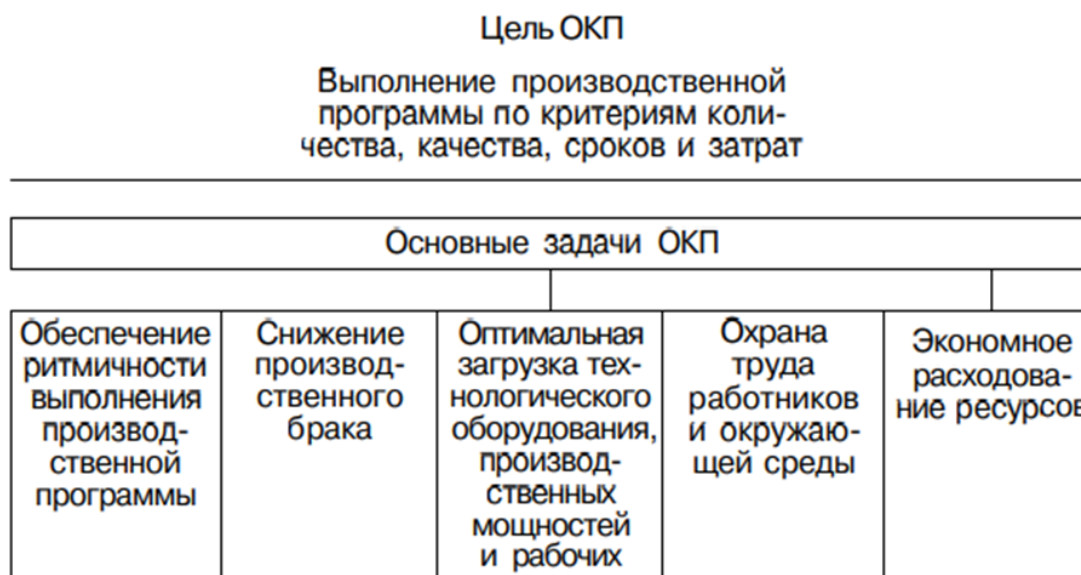 Цель ОКП
Выполнение производственной
программы по критериям коли-
чества, качества, сроков и затрат
Основные задачи ОКП
Обеспечение
ритмичности
выполнения
производ-
ственной
программы
Снижение
производ-
ственного
брака
Оптимальная
загрузка тех-
нологического
оборудования,
производ-
ственных
мощностей
и рабочих
Охрана
труда
работников
и окружаю-
щей среды
Экономное
расходова-
ние ресурсов